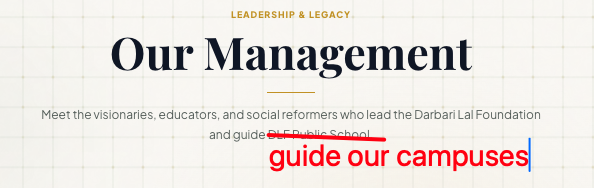 LEADERSHIP & LEGACY
Our Management
Meet the visionaries, educators, and social reformers who lead the Darbari Lal Foundation
and guide DLF Public School.
guide our campuses